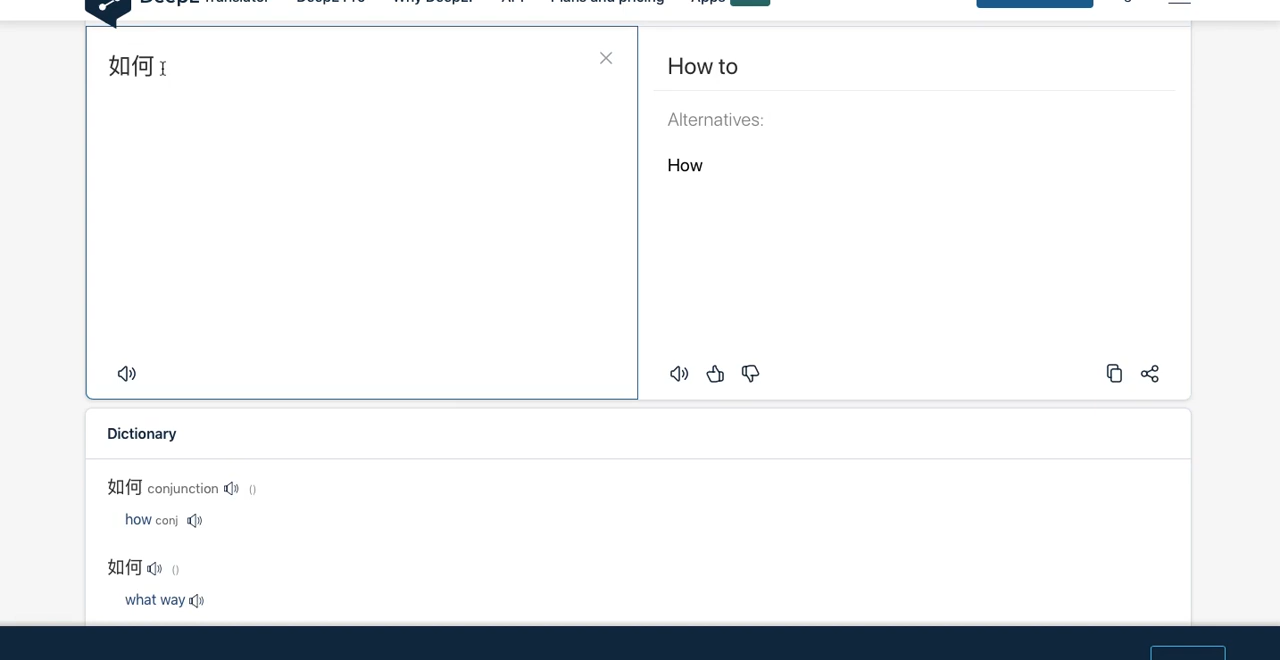 如何
How to
Alternatives:
How
Dictionary
如何 conjunction ()
how conj
如何 ()
what way